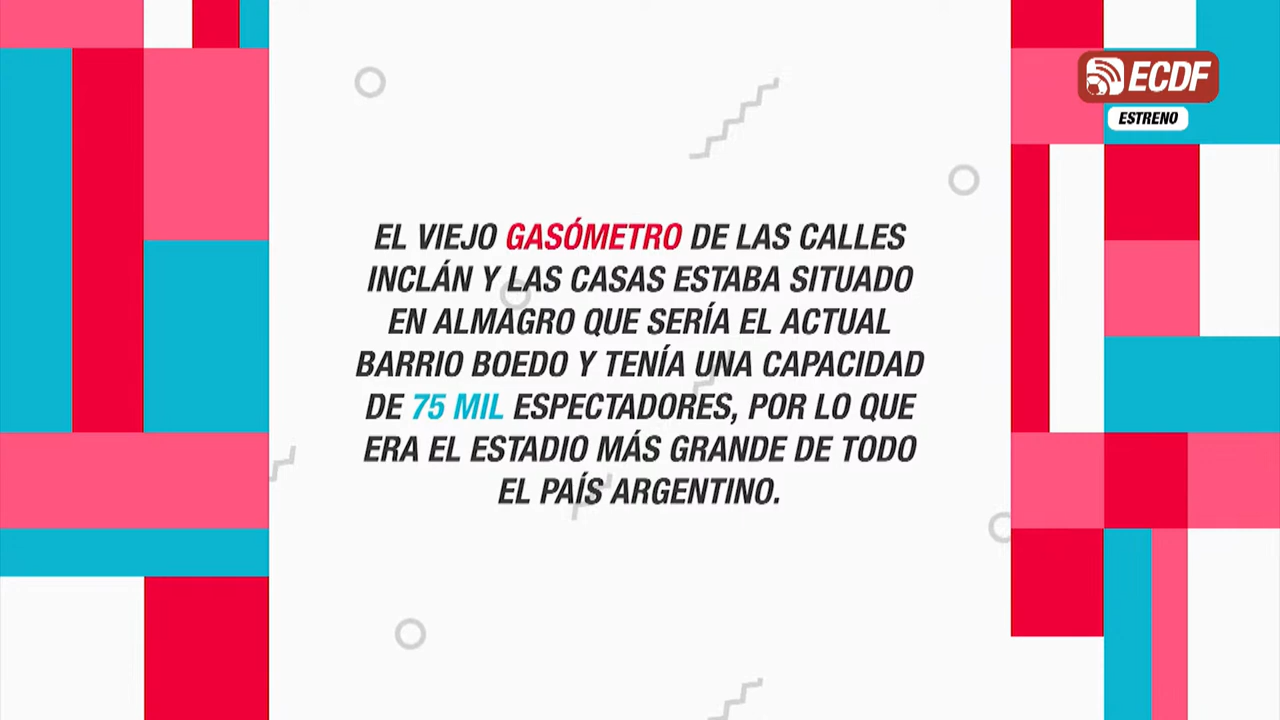 ECDF
ESTRENO
EL VIEJO GASÓMETRO DE LAS CALLES
INCLÁN Y LAS CASAS ESTABA SITUADO
EN ALMAGRO QUE SERÍA EL ACTUAL
BARRIO BOEDO Y TENÍA UNA CAPACIDAD
DE 75 MIL ESPECTADORES, POR LO QUE
ERA EL ESTADIO MÁS GRANDE DE TODO
EL PAÍS ARGENTINO.